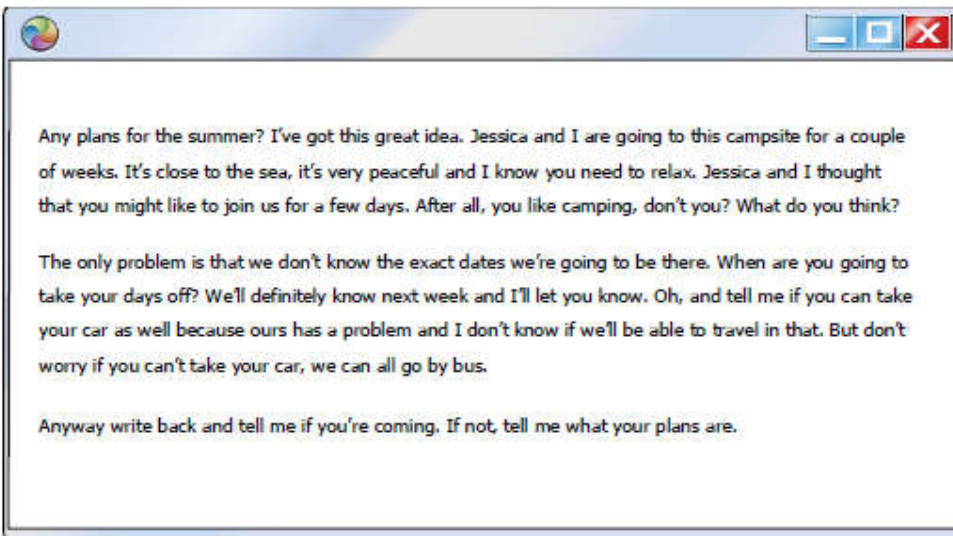 Any plans for the summer? I've got this great idea. Jessica and I are going to this campsite for a couple
of weeks. It's close to the sea, it's very peaceful and I know you need to relax. Jessica and I thought
that you might like to join us for a few days. After all, you like camping, don't you? What do you think?
The only problem is that we don't know the exact dates we're going to be there. When are you going to
take your days off? We'll definitely know next week and I'll let you know. Oh, and tell me if you can take
your car as well because ours has a problem and I don't know if we'll be able to travel in that. But don't
worry if you can't take your car, we can all go by bus.
Anyway write back and tell me if you're coming. If not, tell me what your plans are.